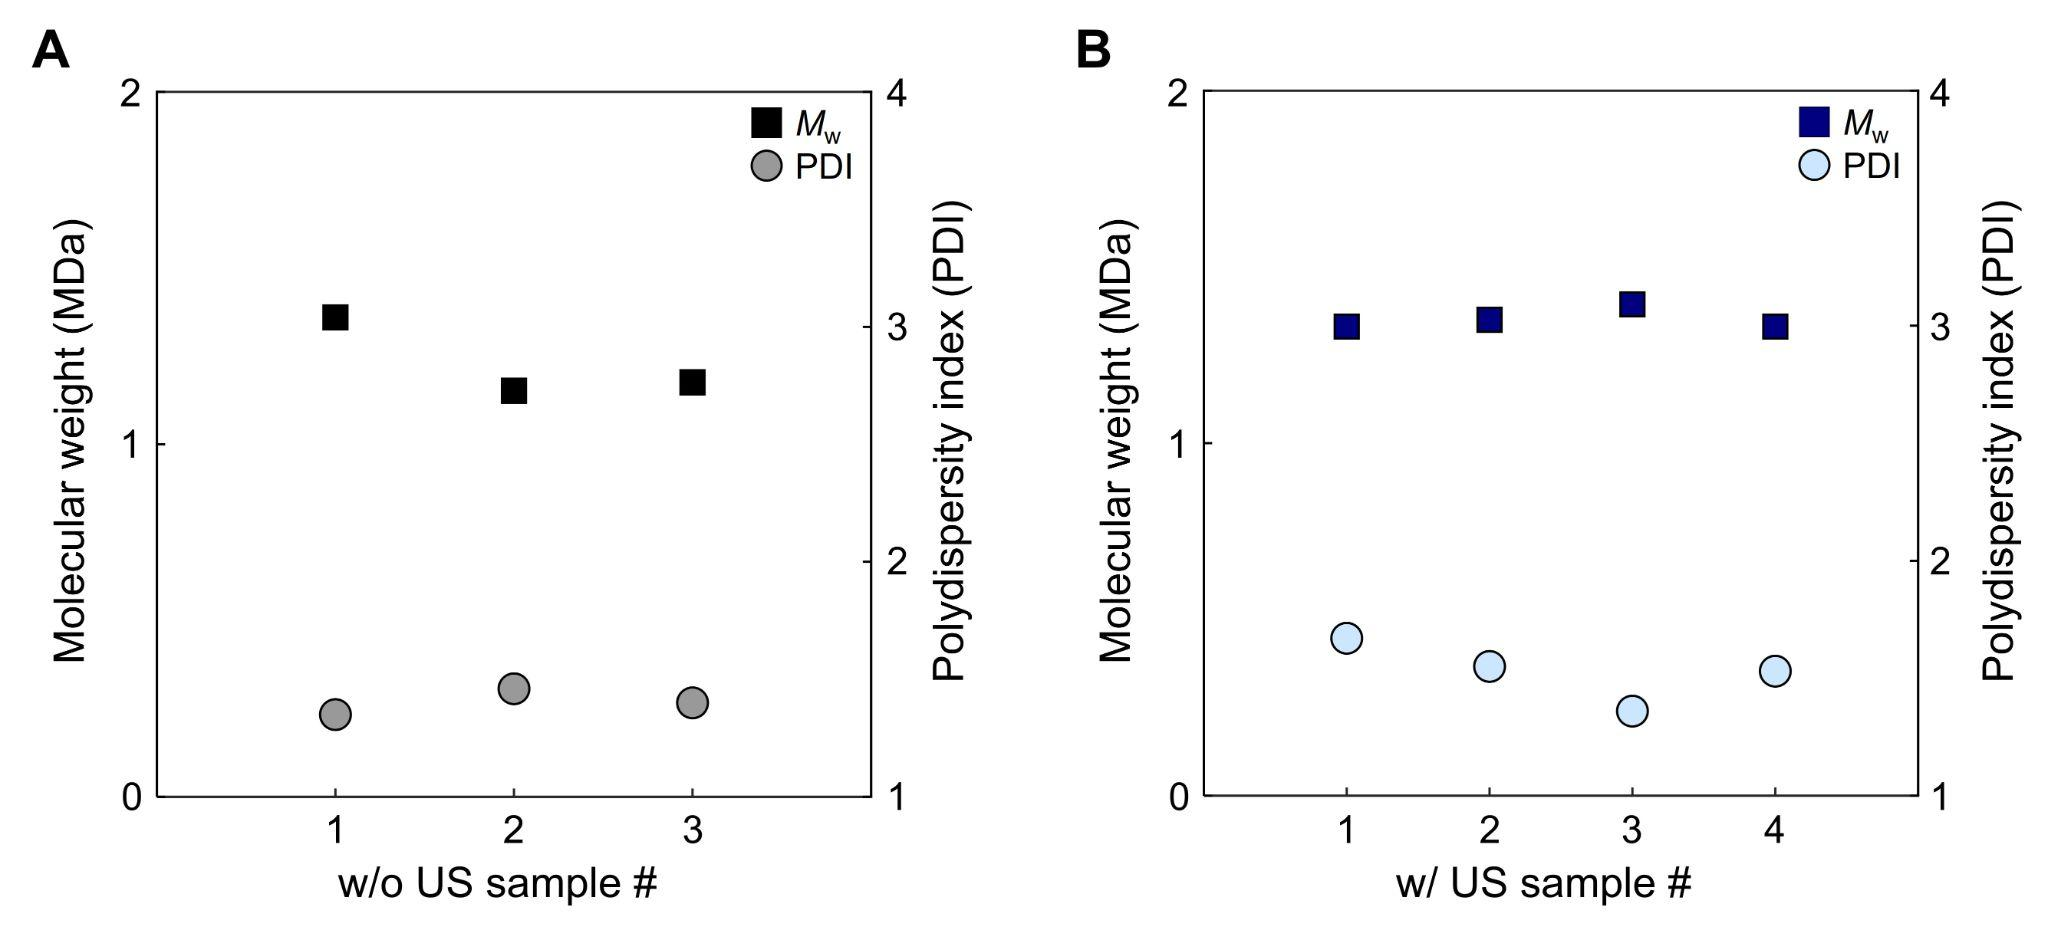 A
Molecular weight (MDa)
2
1
0
Mw
PDI
4
3
2
1
Polydispersity index (PDI)
1 2 3
w/o US sample #
B
Molecular weight (MDa)
2
1
0
Mw
PDI
4
3
2
1
Polydispersity index (PDI)
1 2 3 4
w/ US sample #